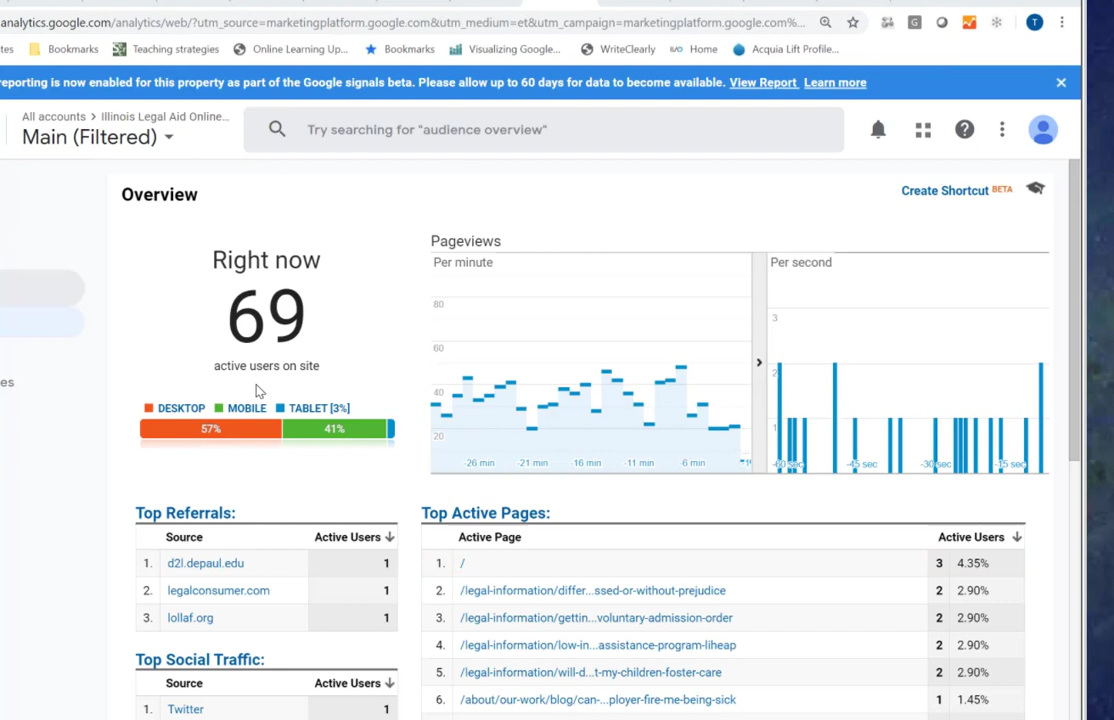 analytics.google.com/analytics/web/?utm_source=marketingplatform.google.com&utm_medium=et&utm_campaign=marketingplatform.google.com%...
T
tes Bookmarks Teaching strategies Online Learning Up... Bookmarks Visualizing Google... WriteClearly ILAO Home Acquia Lift Profile...
reporting is now enabled for this property as part of the Google signals beta. Please allow up to 60 days for data to become available. View Report Learn more
All accounts > Illinois Legal Aid Online...
Main (Filtered)
Try searching for "audience overview"
Overview
Create Shortcut BETA
Right now
69
active users on site
DESKTOP MOBILE TABLET [3%]
57% 41%
es
Pageviews
Per minute
80
60
40
20
-26 min -21 min -16 min -11 min -6 min
Per second
3
2
1
-60 sec -45 sec -30 sec -15 sec
Top Referrals:
Source Active Users
1. d2l.depaul.edu 1
2. legalconsumer.com 1
3. lollaf.org 1
Top Social Traffic:
Source Active Users
1. Twitter 1
Top Active Pages:
Active Page Active Users
1. / 3 4.35%
2. /legal-information/differ...ssed-or-without-prejudice 2 2.90%
3. /legal-information/gettin...voluntary-admission-order 2 2.90%
4. /legal-information/low-in...assistance-program-liheap 2 2.90%
5. /legal-information/will-d...t-my-children-foster-care 2 2.90%
6. /about/our-work/blog/can-...ployer-fire-me-being-sick 1 1.45%